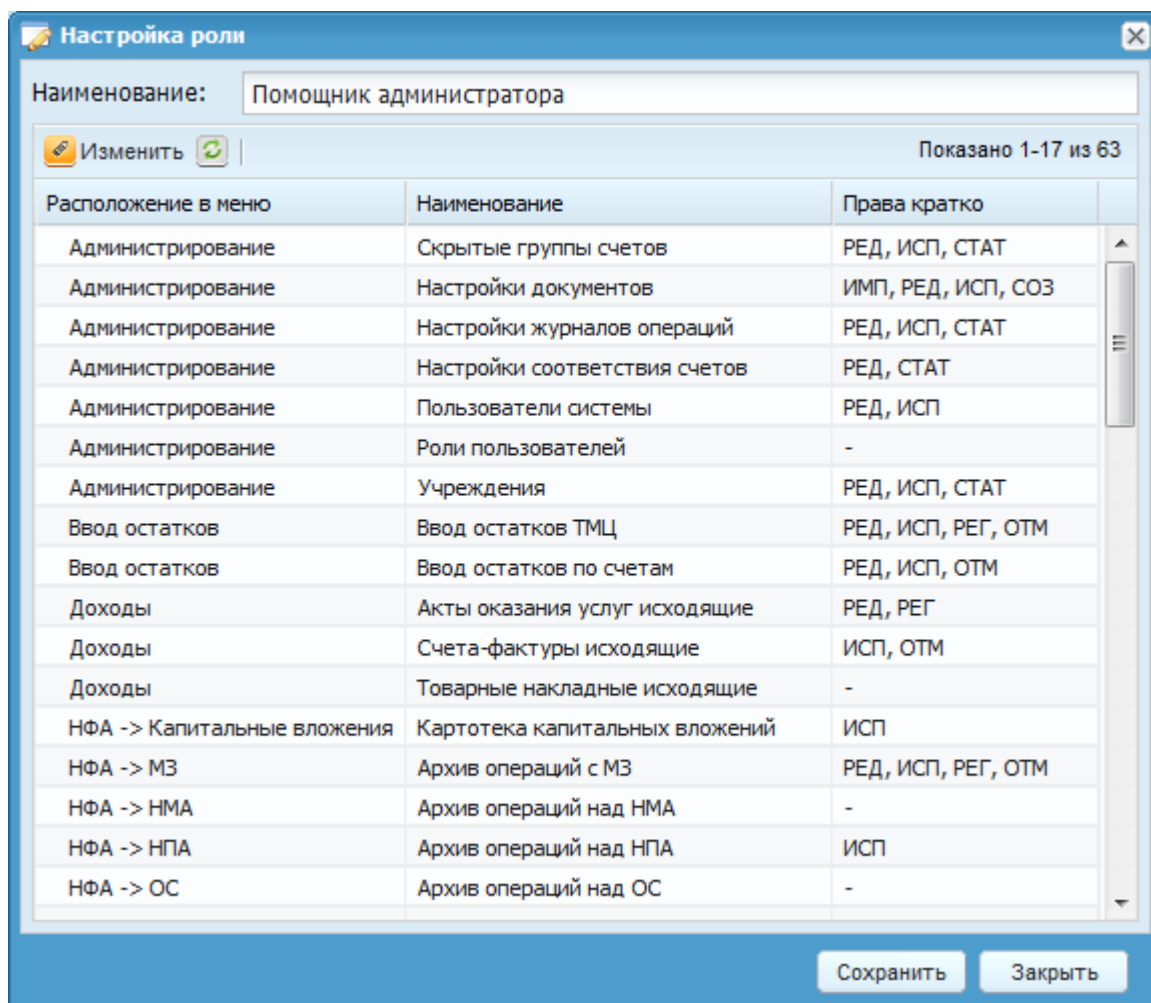 Настройка роли
Наименование: Помощник администратора
Изменить Показано 1-17 из 63
Расположение в меню Наименование Права кратко
Администрирование Скрытые группы счетов РЕД, ИСП, СТАТ
Администрирование Настройки документов ИМП, РЕД, ИСП, СОЗ
Администрирование Настройки журналов операций РЕД, ИСП, СТАТ
Администрирование Настройки соответствия счетов РЕД, СТАТ
Администрирование Пользователи системы РЕД, ИСП
Администрирование Роли пользователей -
Администрирование Учреждения РЕД, ИСП, СТАТ
Ввод остатков Ввод остатков ТМЦ РЕД, ИСП, РЕГ, ОТМ
Ввод остатков Ввод остатков по счетам РЕД, ИСП, ОТМ
Доходы Акты оказания услуг исходящие РЕД, РЕГ
Доходы Счета-фактуры исходящие ИСП, ОТМ
Доходы Товарные накладные исходящие -
НФА -> Капитальные вложения Картотека капитальных вложений ИСП
НФА -> МЗ Архив операций с МЗ РЕД, ИСП, РЕГ, ОТМ
НФА -> НМА Архив операций над НМА -
НФА -> НПА Архив операций над НПА ИСП
НФА -> ОС Архив операций над ОС -
Сохранить Закрыть